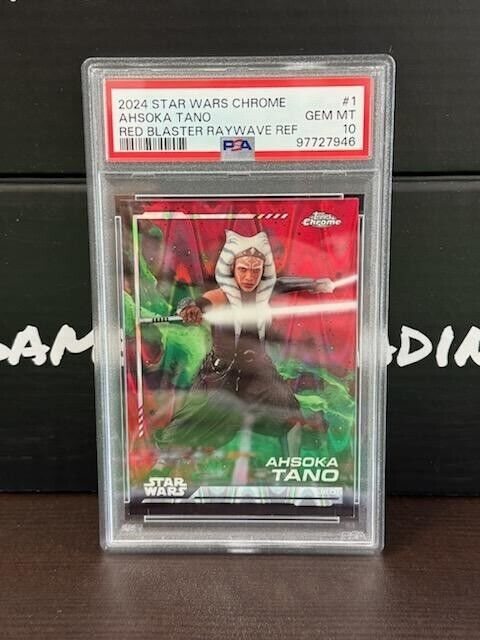 2024 STAR WARS CHROME #1
AHSOKA TANO GEM MT
RED BLASTER RAYWAVE REF 10
PSA 97727946
Topps
Chrome
AHSOKA
TANO
STAR
WARS